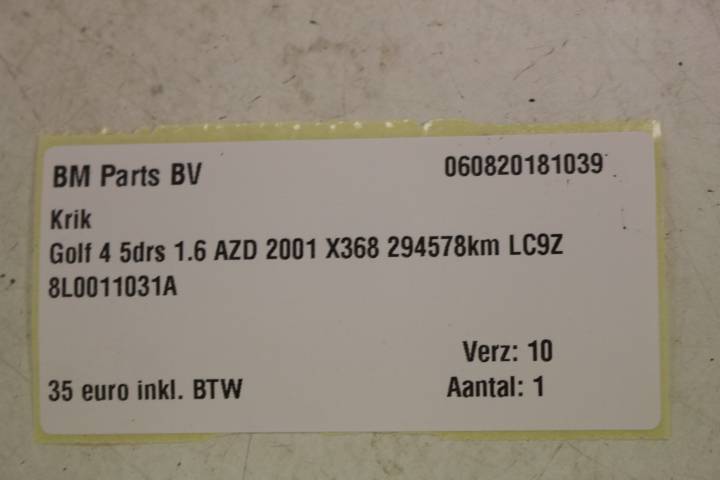 BM Parts BV 060820181039
Krik
Golf 4 5drs 1.6 AZD 2001 X368 294578km LC9Z
8L0011031A
Verz: 10
35 euro inkl. BTW Aantal: 1